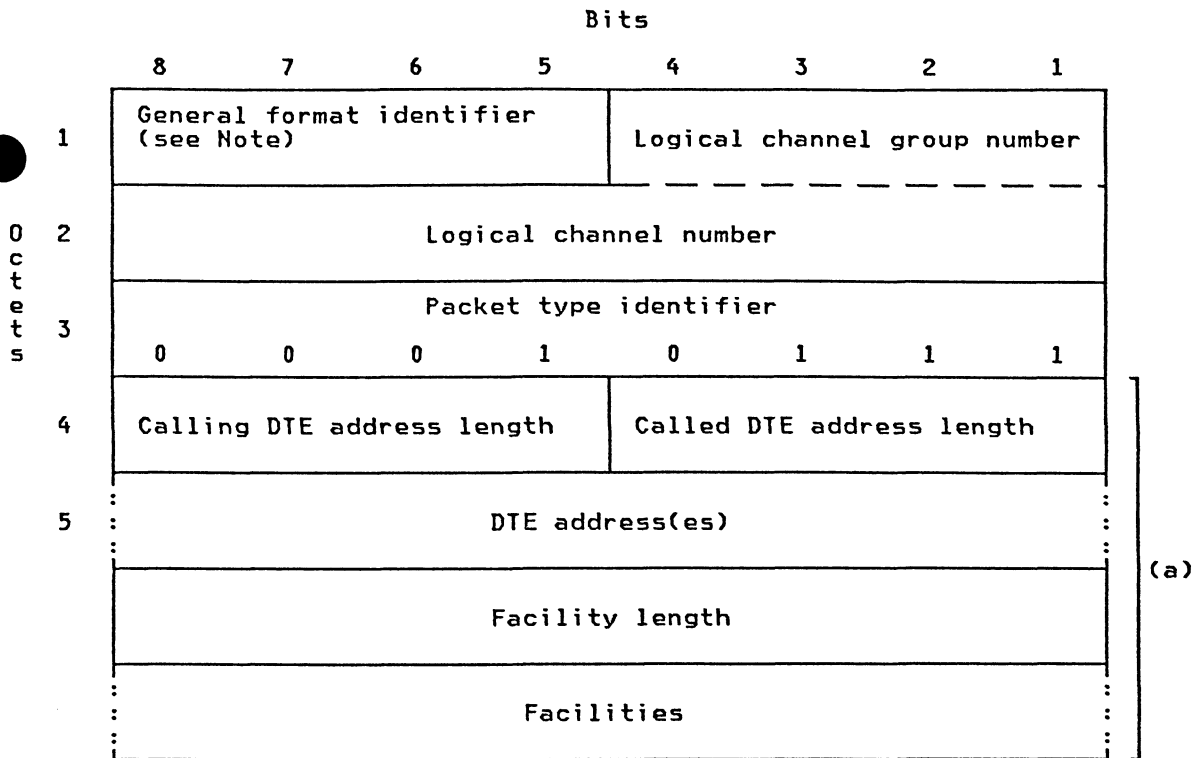 Bits
8 7 6 5 4 3 2 1
General format identifier
(see Note)
1
Logical channel group number
Octets
2
Logical channel number
Packet type identifier
3
0 0 0 1 0 1 1 1
4
Calling DTE address length
Called DTE address length
5
DTE address(es)
(a)
Facility length
Facilities